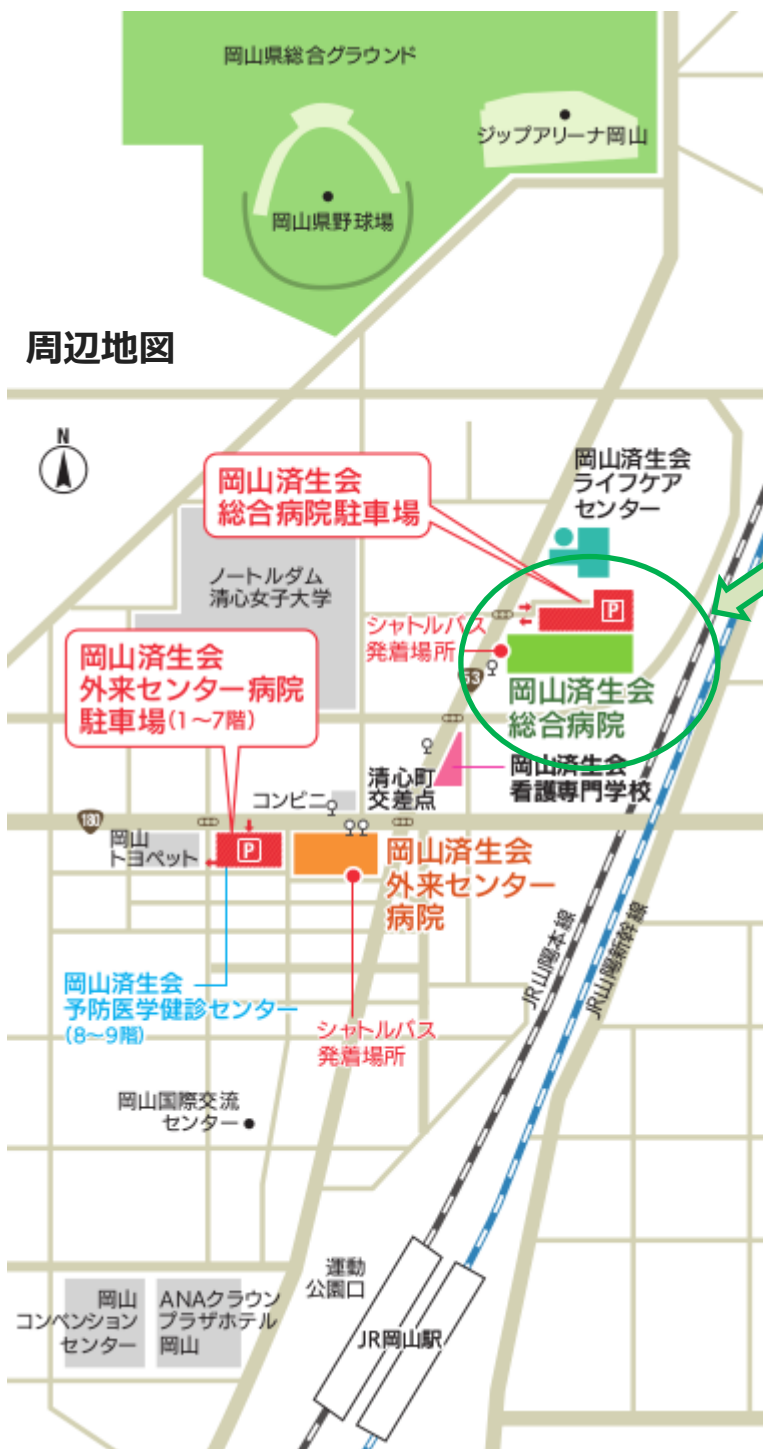 岡山県総合グラウンド
ジップアリーナ岡山
岡山県野球場
周辺地図
N
岡山済生会
総合病院駐車場
岡山済生会
ライフケア
センター
ノートルダム
清心女子大学
P
シャトルバス
発着場所
53
岡山済生会
総合病院
岡山済生会
外来センター病院
駐車場(1〜7階)
清心町
交差点
岡山済生会
看護専門学校
コンビニ
180
岡山
トヨペット
P
岡山済生会
外来センター
病院
岡山済生会
予防医学健診センター
(8〜9階)
シャトルバス
発着場所
JR山陽本線
JR山陽新幹線
岡山国際交流
センター
運動
公園口
JR岡山駅
岡山
コンベンション
センター
ANAクラウン
プラザホテル
岡山